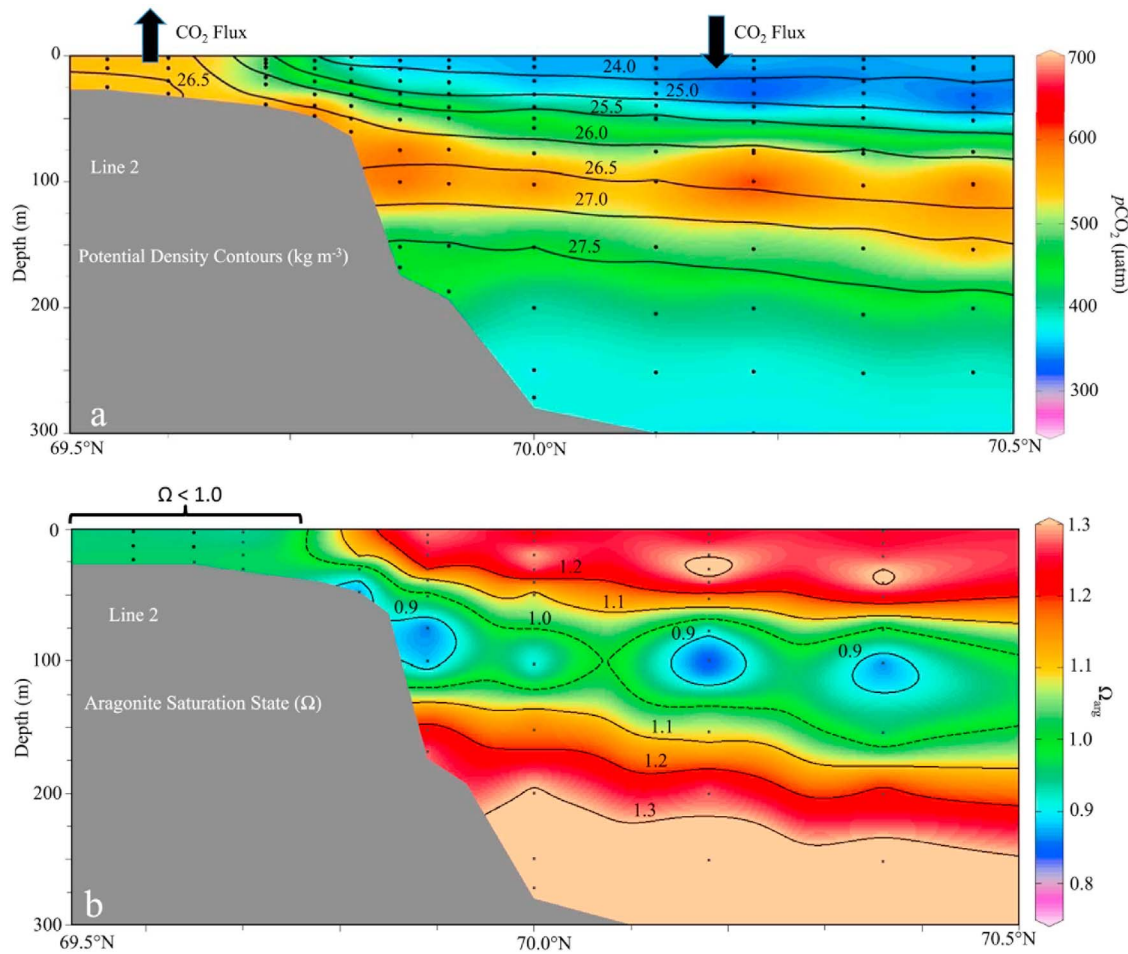 CO₂ Flux CO₂ Flux
0 700
24.0
26.5 25.0
25.5
26.0 600
Line 2
26.5
100
27.0
500
Depth (m)
pCO₂ (μatm)
27.5
Potential Density Contours (kg m⁻³)
200 400
300
a
300
69.5°N 70.0°N 70.5°N
Ω < 1.0
0 1.3
1.2
1.1 1.2
Line 2
0.9 1.0 0.9 0.9
100 1.1
Depth (m)
Aragonite Saturation State (Ω)
1.1
Ωarg
1.2 1.0
200
1.3 0.9
0.8
b
300
69.5°N 70.0°N 70.5°N